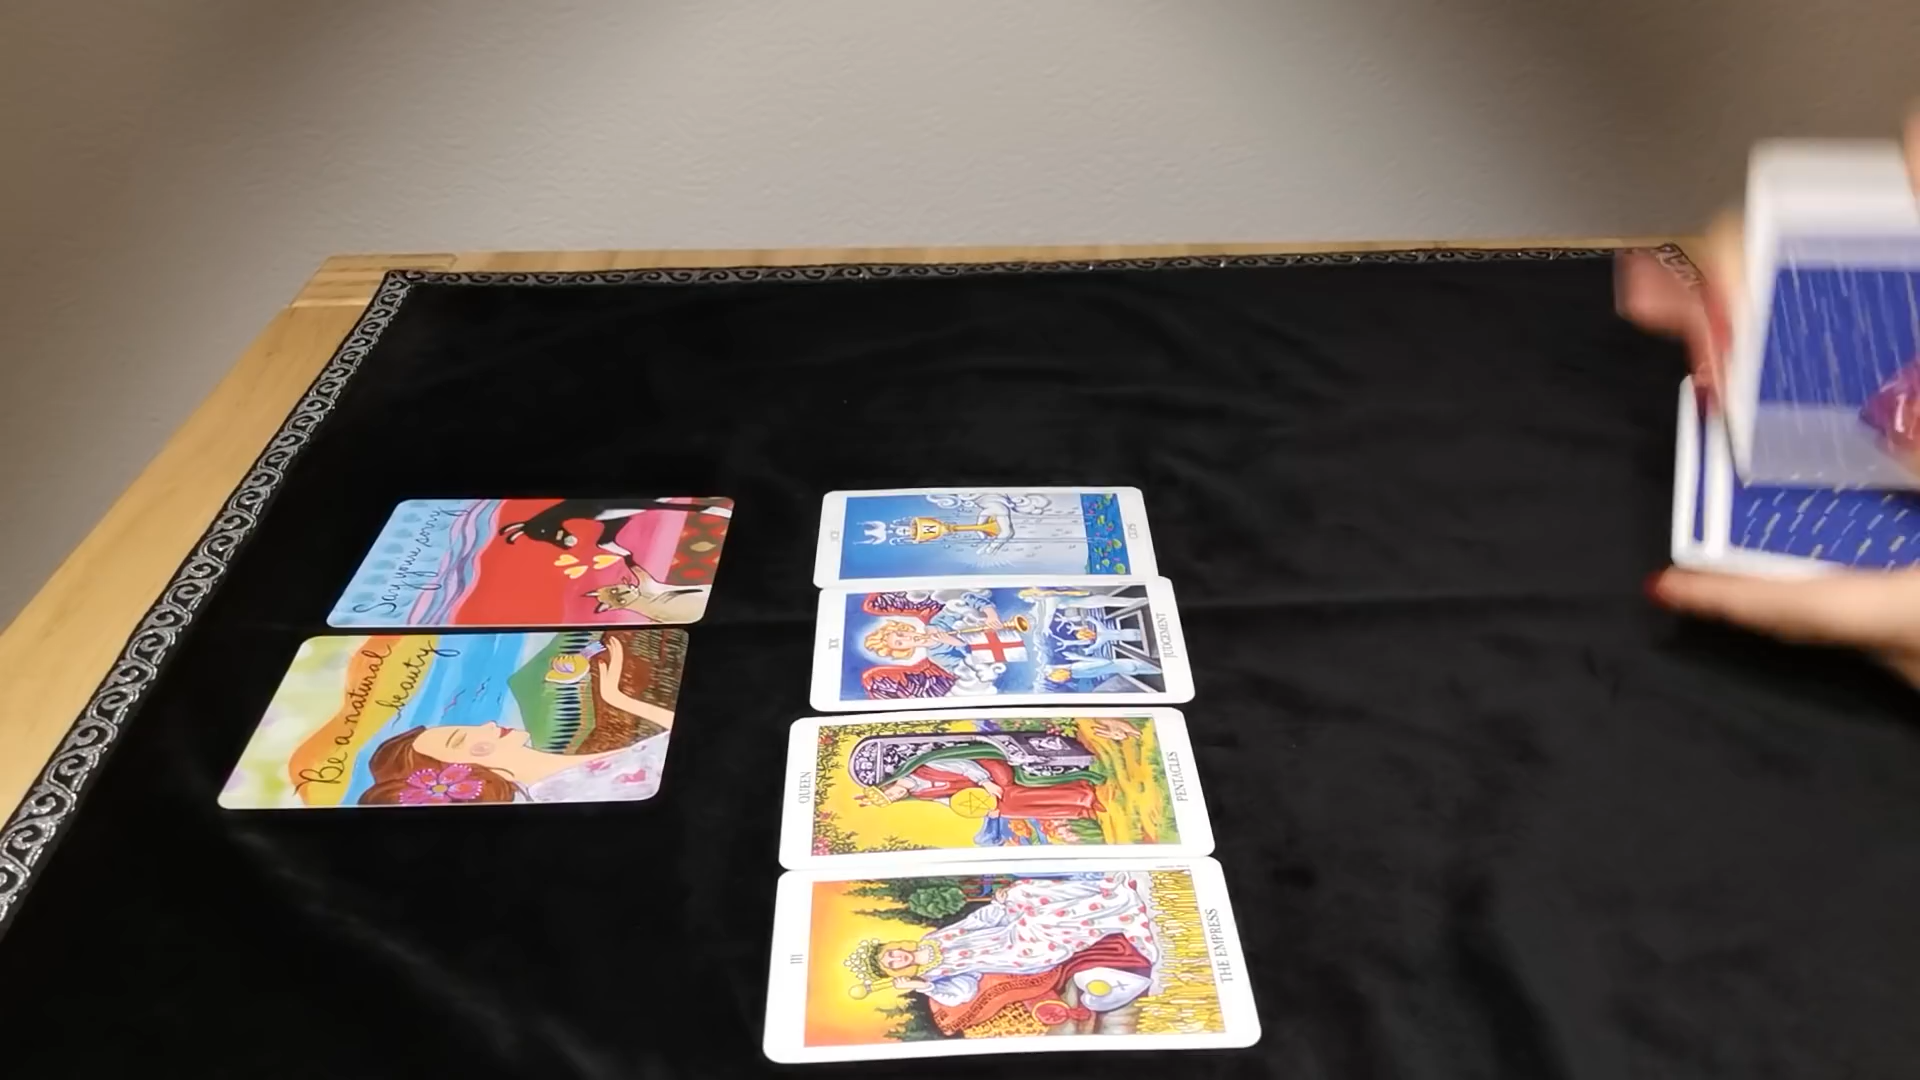 Say you're sorry
Be a natural
beauty
XX
JUDGEMENT
QUEEN
PENTACLES
III
THE EMPRESS